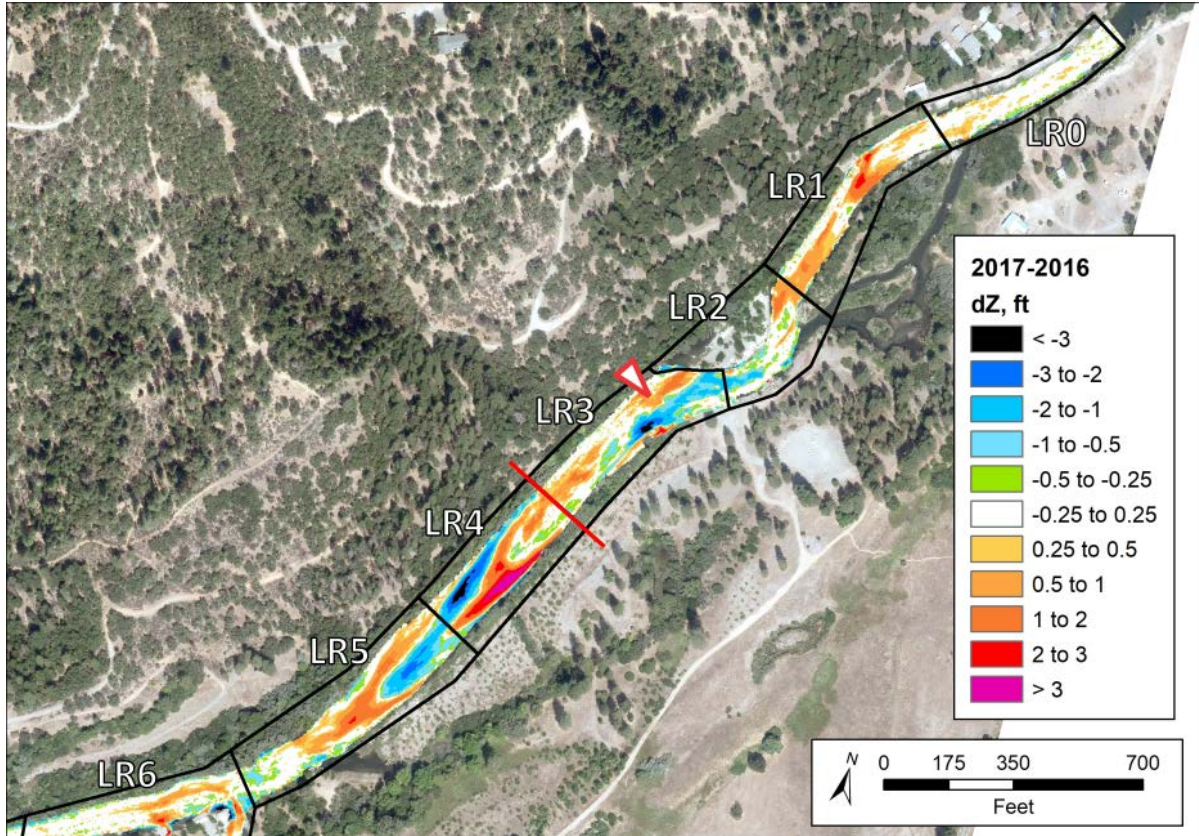 LR0
LR1
LR2
LR3
LR4
LR5
LR6
2017-2016
dZ, ft
< -3
-3 to -2
-2 to -1
-1 to -0.5
-0.5 to -0.25
-0.25 to 0.25
0.25 to 0.5
0.5 to 1
1 to 2
2 to 3
> 3
N
0 175 350 700
Feet